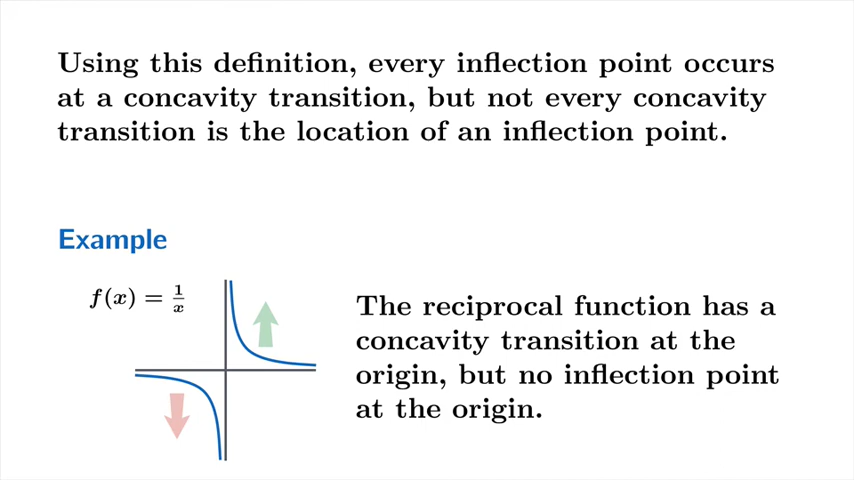 Using this definition, every inflection point occurs
at a concavity transition, but not every concavity
transition is the location of an inflection point.
Example
f(x) = 1/x
The reciprocal function has a
concavity transition at the
origin, but no inflection point
at the origin.